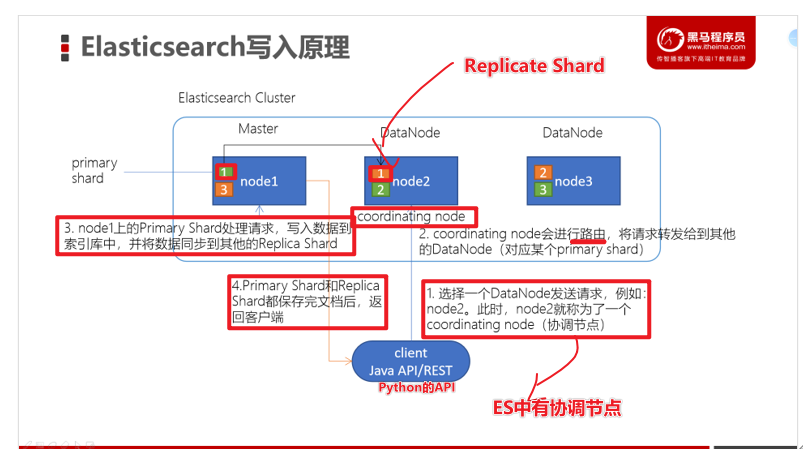 Elasticsearch写入原理
黑马程序员
www.itheima.com
传智播客旗下高端IT教育品牌
Replicate Shard
Elasticsearch Cluster
Master
DataNode
DataNode
primary
shard
1
3
node1
1
2
node2
2
3
node3
coordinating node
3. node1上的Primary Shard处理请求，写入数据到
索引库中，并将数据同步到其他的Replica Shard
2. coordinating node会进行路由，将请求转发给到其他
的DataNode（对应某个primary shard）
4.Primary Shard和Replica
Shard都保存完文档后，返
回客户端
1. 选择一个DataNode发送请求，例如：
node2。此时，node2就称为了一个
coordinating node（协调节点）
client
Java API/REST
Python的API
ES中有协调节点